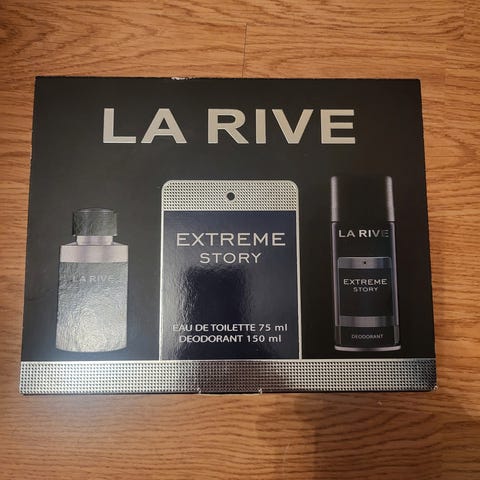 LA RIVE
LA RIVE
EXTREME
STORY
EAU DE TOILETTE 75 ml
DEODORANT 150 ml
LA RIVE
EXTREME
STORY
DEODORANT